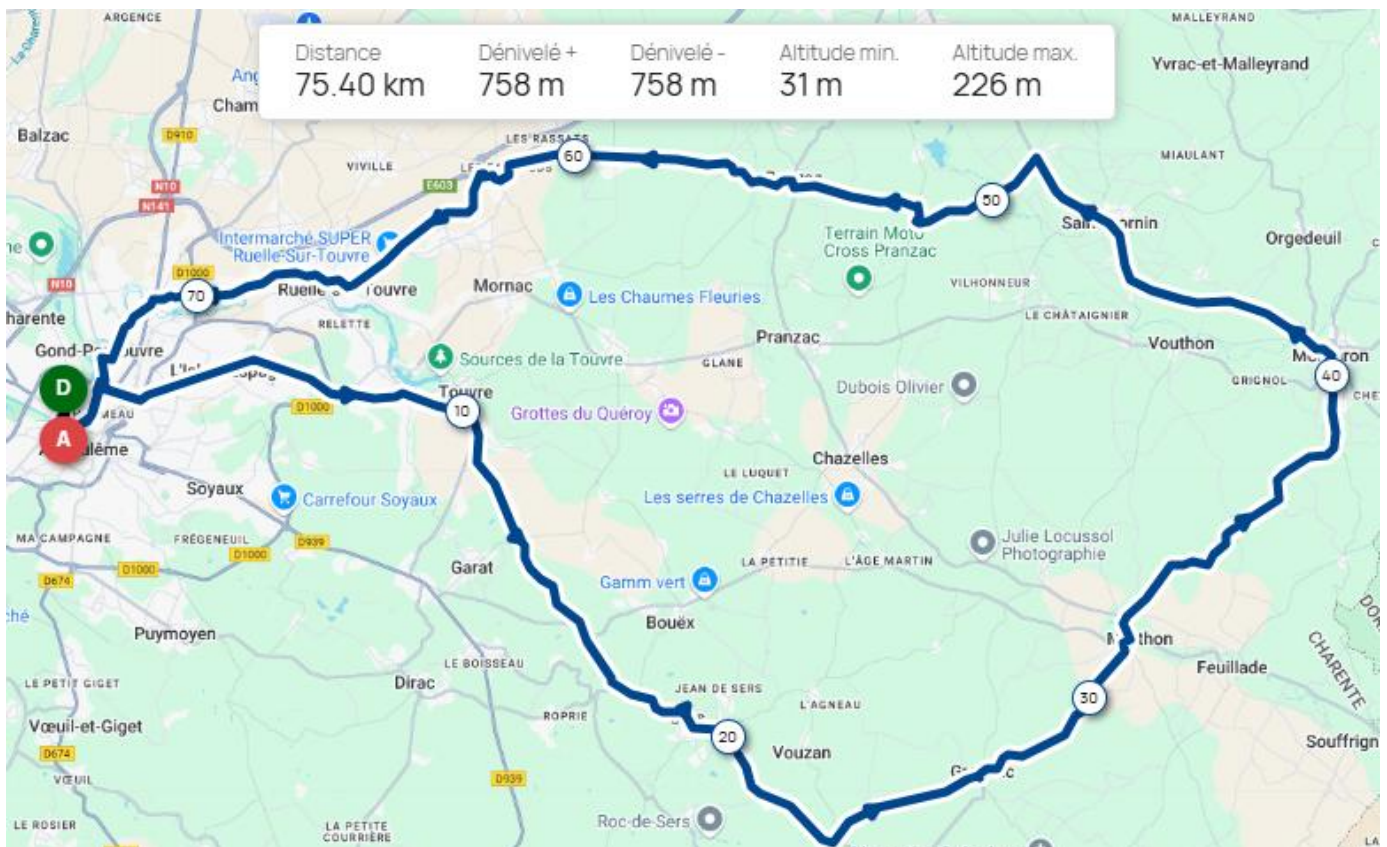 ARGENCE
MALLEYRAND
Distance
75.40 km
Dénivelé +
758 m
Dénivelé -
758 m
Altitude min.
31 m
Altitude max.
226 m
Yvrac-et-Malleyrand
Balzac
D910
VIVILLE
LES RASSATS
60
MIAULANT
N10
E603
N141
50
Intermarché SUPER
Ruelle-Sur-Touvre
Terrain Moto
Cross Pranzac
Orgedeuil
N10
D1000
70
Mornac
Les Chaumes Fleuries
VILHONNEUR
LE CHÂTAIGNIER
RELETTE
Pranzac
Vouthon
Sources de la Touvre
GLANE
GRIGNOL
40
D
Dubois Olivier
D1000
Touvre
10
Grottes du Quéroy
A
Chazelles
LE LUQUET
Soyaux
Carrefour Soyaux
Les serres de Chazelles
MA CAMPAGNE
FRÉGENEUIL
D1000
D939
Julie Locussol
Photographie
D1000
D674
Garat
Gamm vert
LA PETITIE
L'ÂGE MARTIN
Bouëx
Puymoyen
LE BOISSEAU
Feuillade
CHARENTE
LE PETIT GIGET
Dirac
JEAN DE SERS
30
L'AGNEAU
ROPRIE
Vœuil-et-Giget
20
Vouzan
D674
VŒUIL
D939
LE ROSIER
LA PETITE
COURRIÈRE
Roc-de-Sers